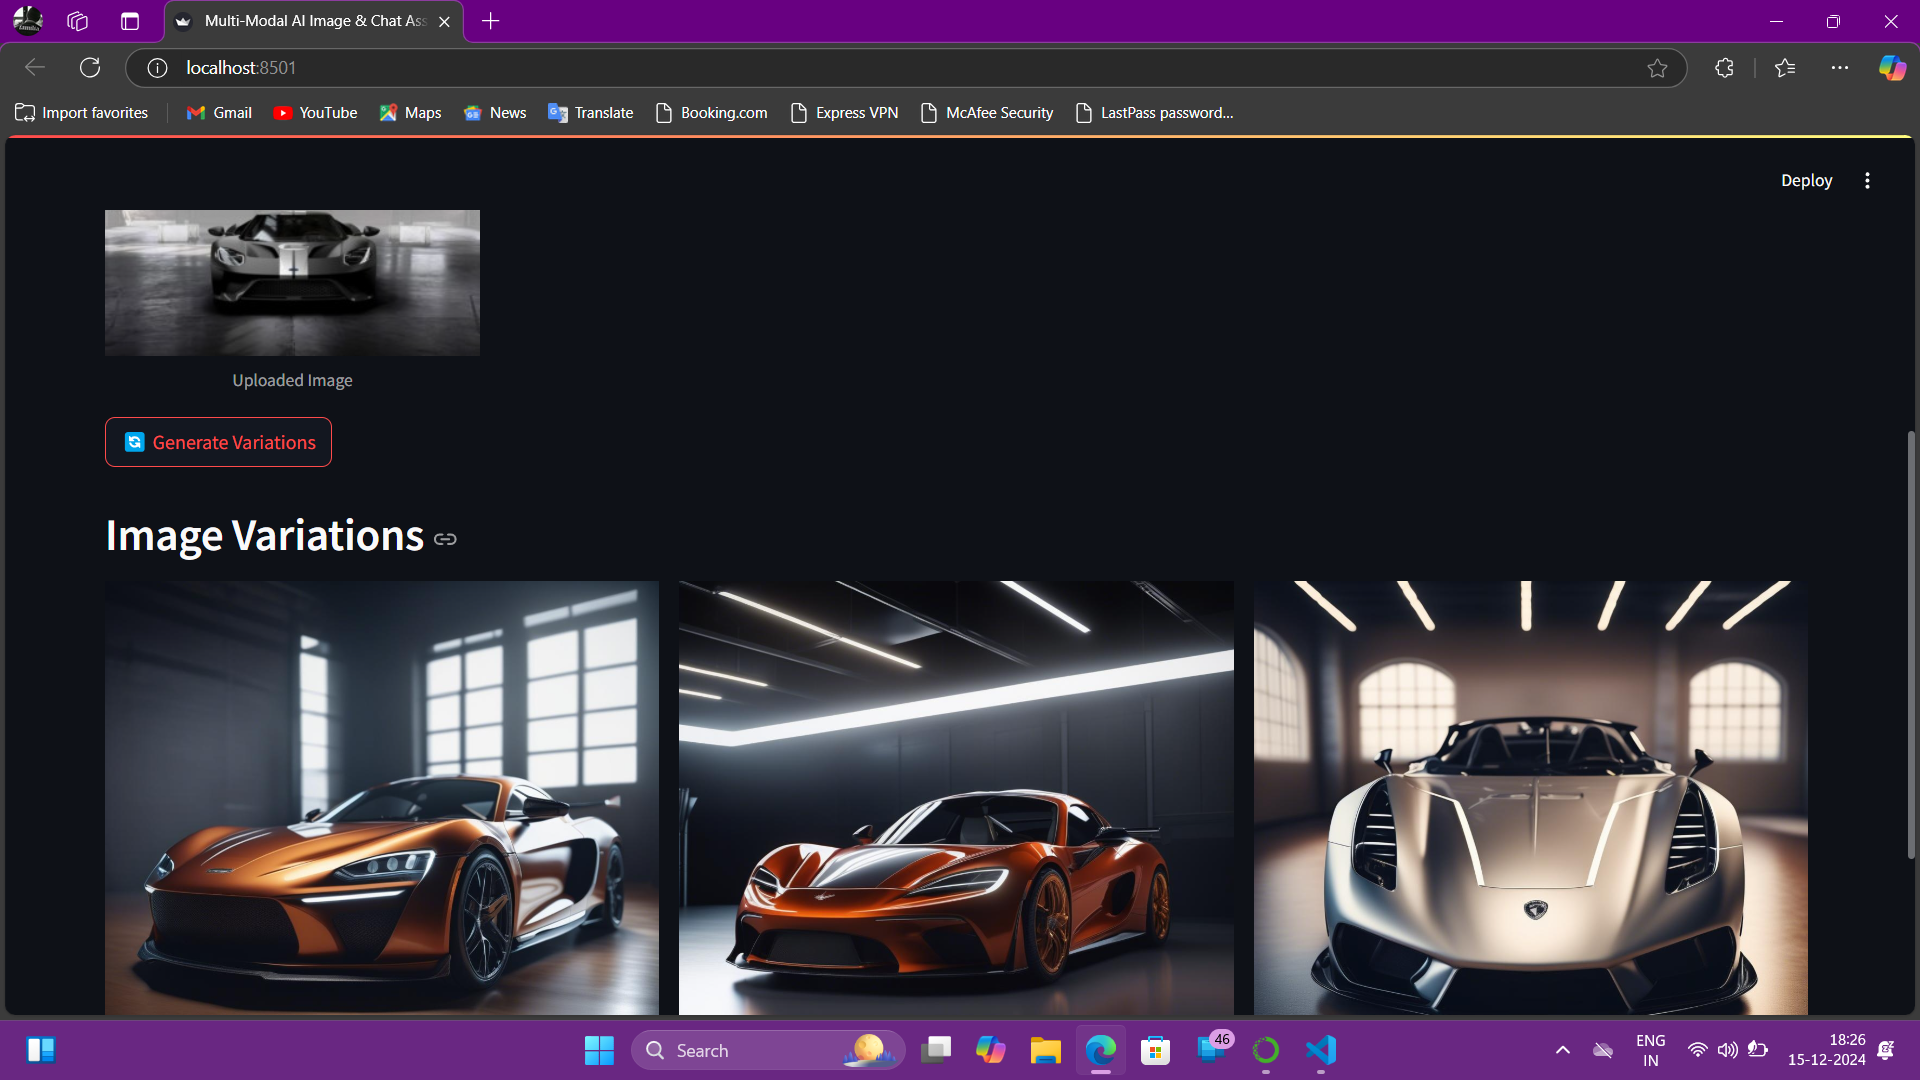 Multi-Modal AI Image & Chat Ass
localhost:8501
Import favorites
Gmail
YouTube
Maps
News
Translate
Booking.com
Express VPN
McAfee Security
LastPass password...
Deploy
Uploaded Image
Generate Variations
Image Variations
Search
46
ENG
IN
18:26
15-12-2024